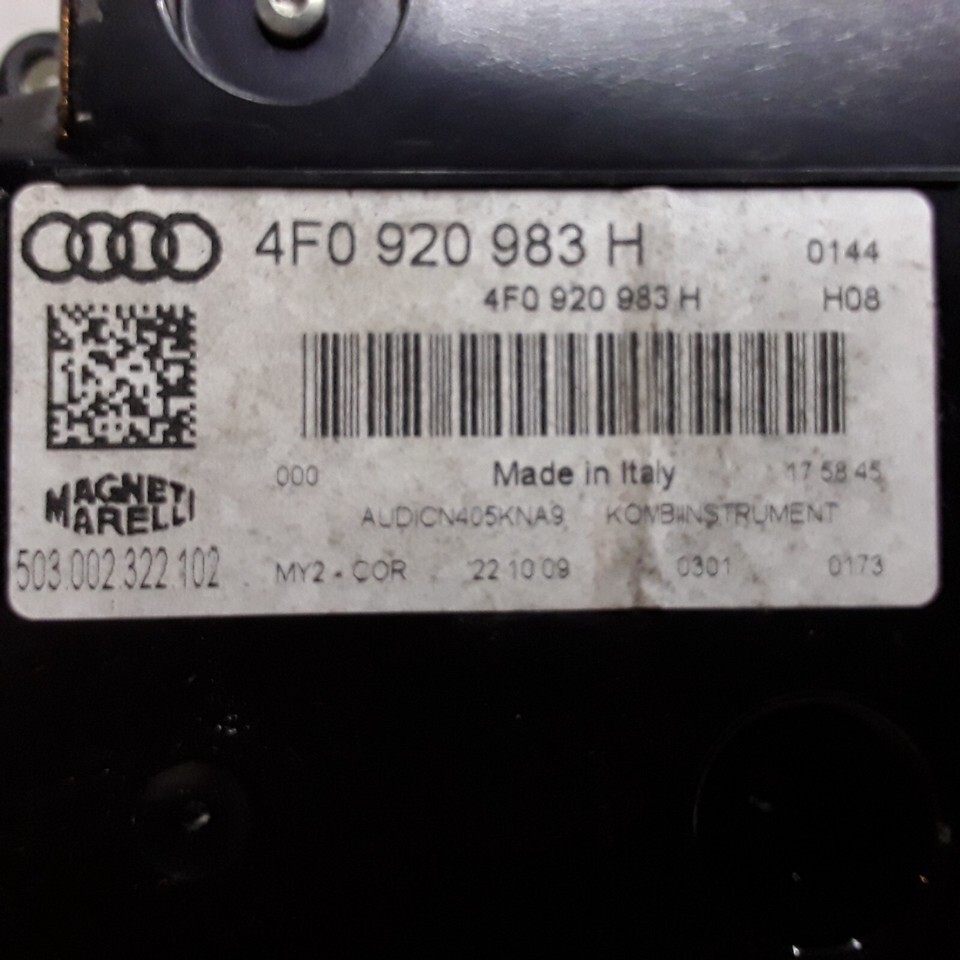 4F0 920 983 H 0144
4F0 920 983 H H08
000 Made in Italy 17 58 45
MAGNETI MARELLI
AUDICN405KNA9 KOMBIINSTRUMENT
503.002.322.102 MY2 - COR 22 10 09 0301 0173